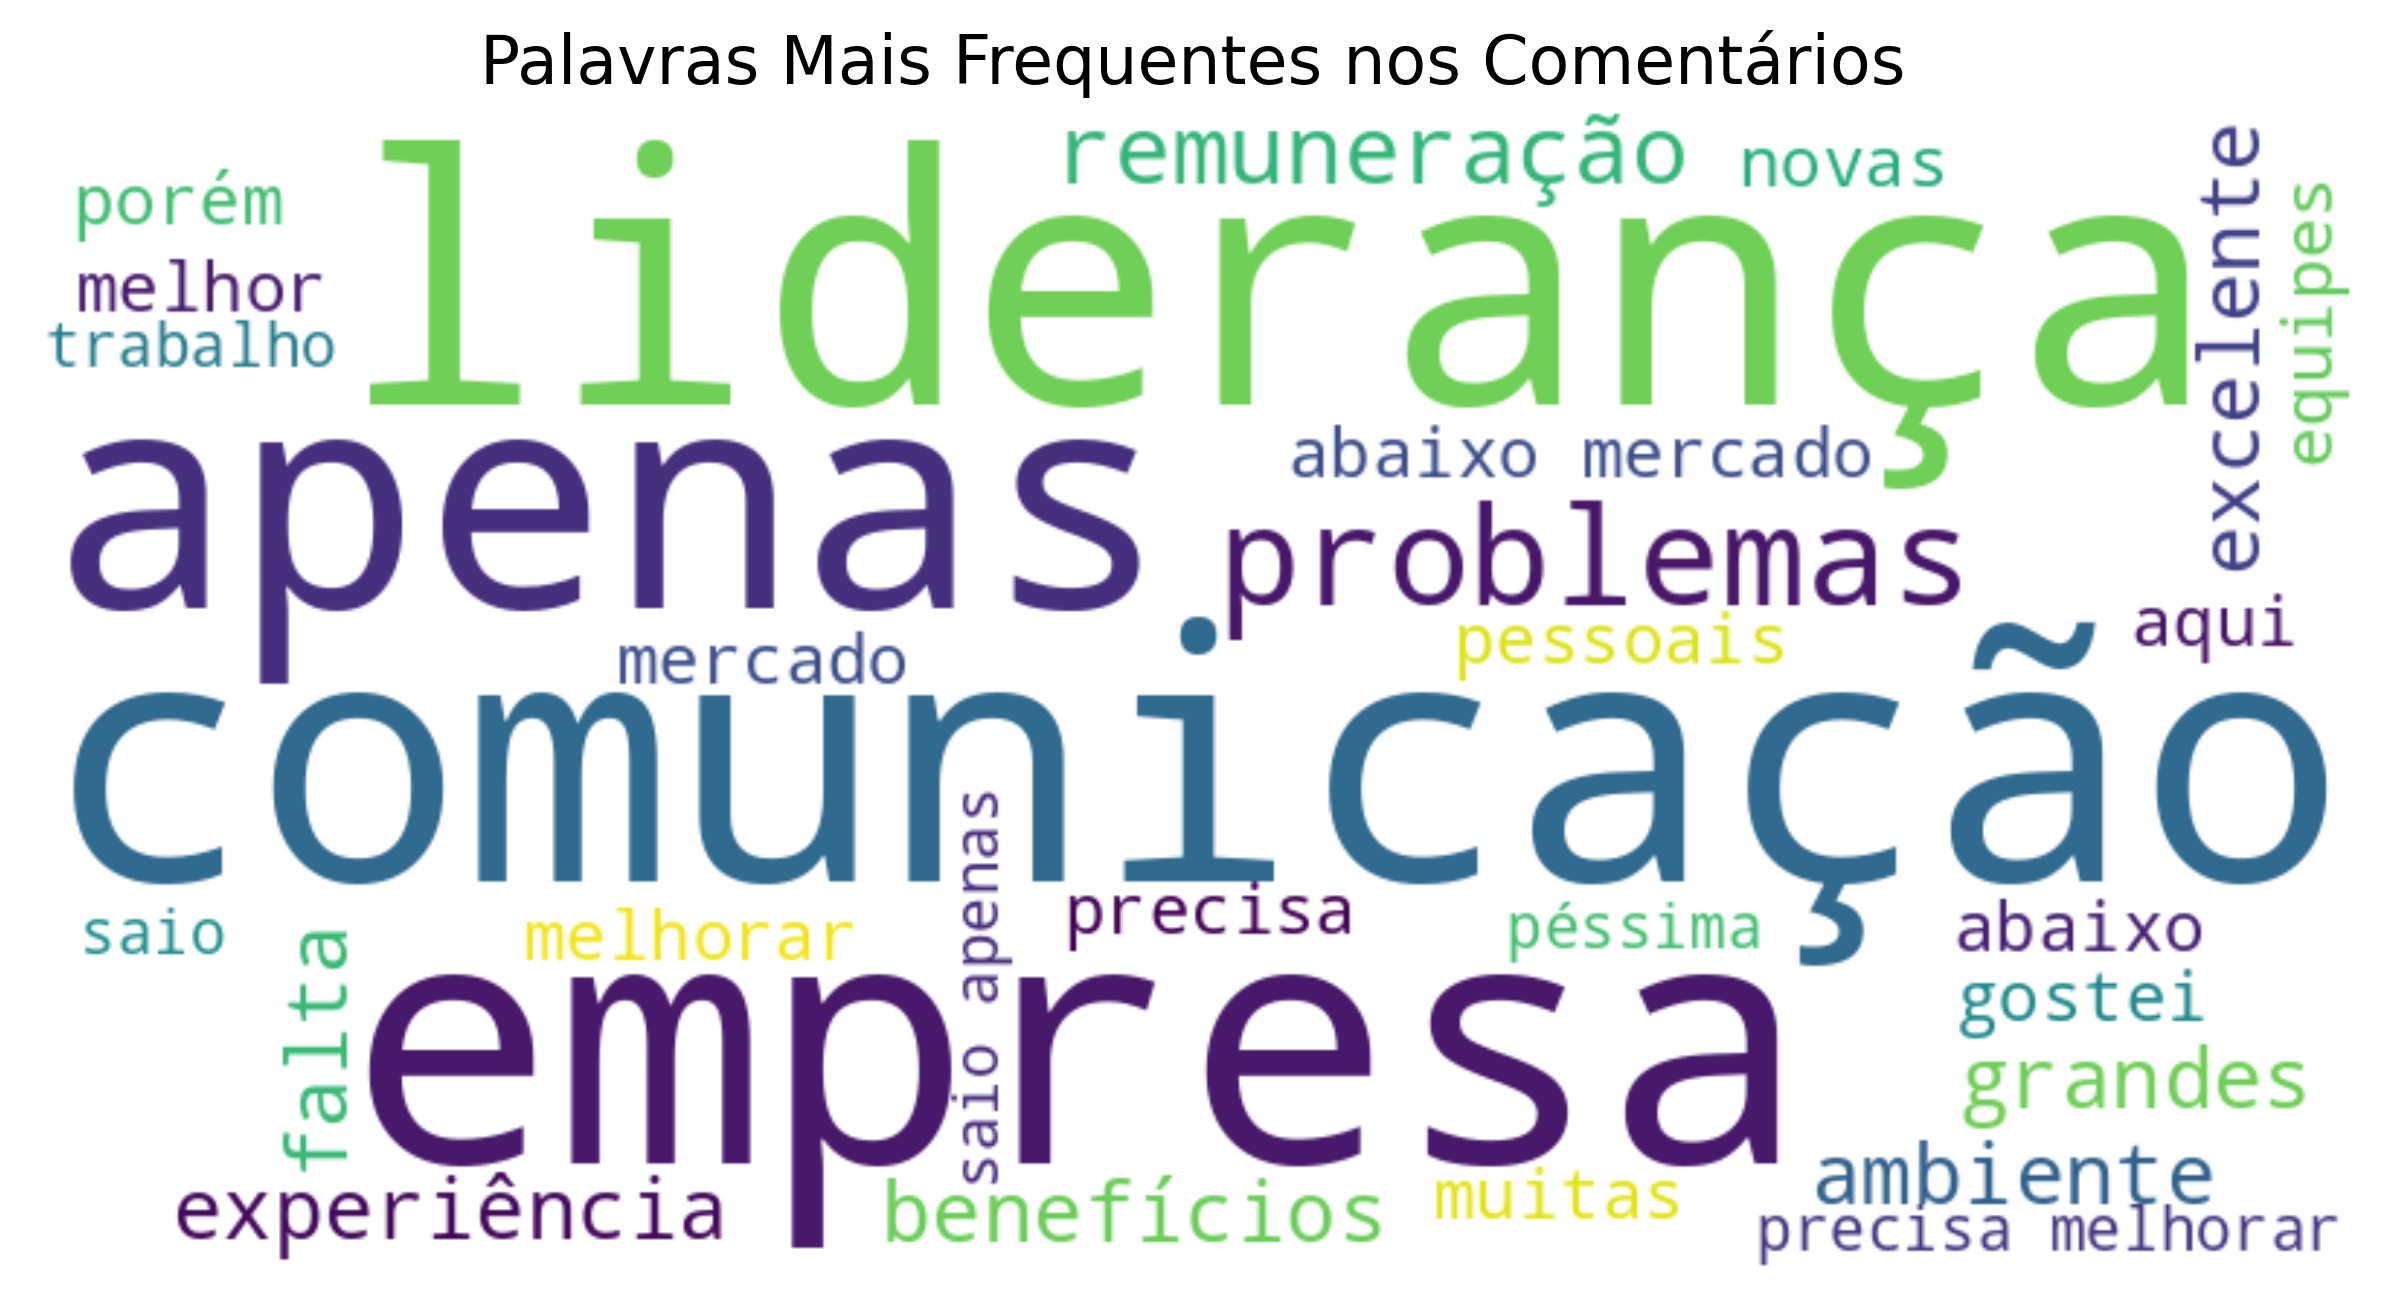 Palavras Mais Frequentes nos Comentários
remuneração
novas
porém
liderança
excelente
equipes
melhor
trabalho
abaixo mercado
apenas
problemas
pessoais
aqui
mercado
comunicação
saio
melhorar
saio apenas
precisa
péssima
abaixo
falta
empresa
gostei
grandes
ambiente
experiência
benefícios
muitas
precisa melhorar